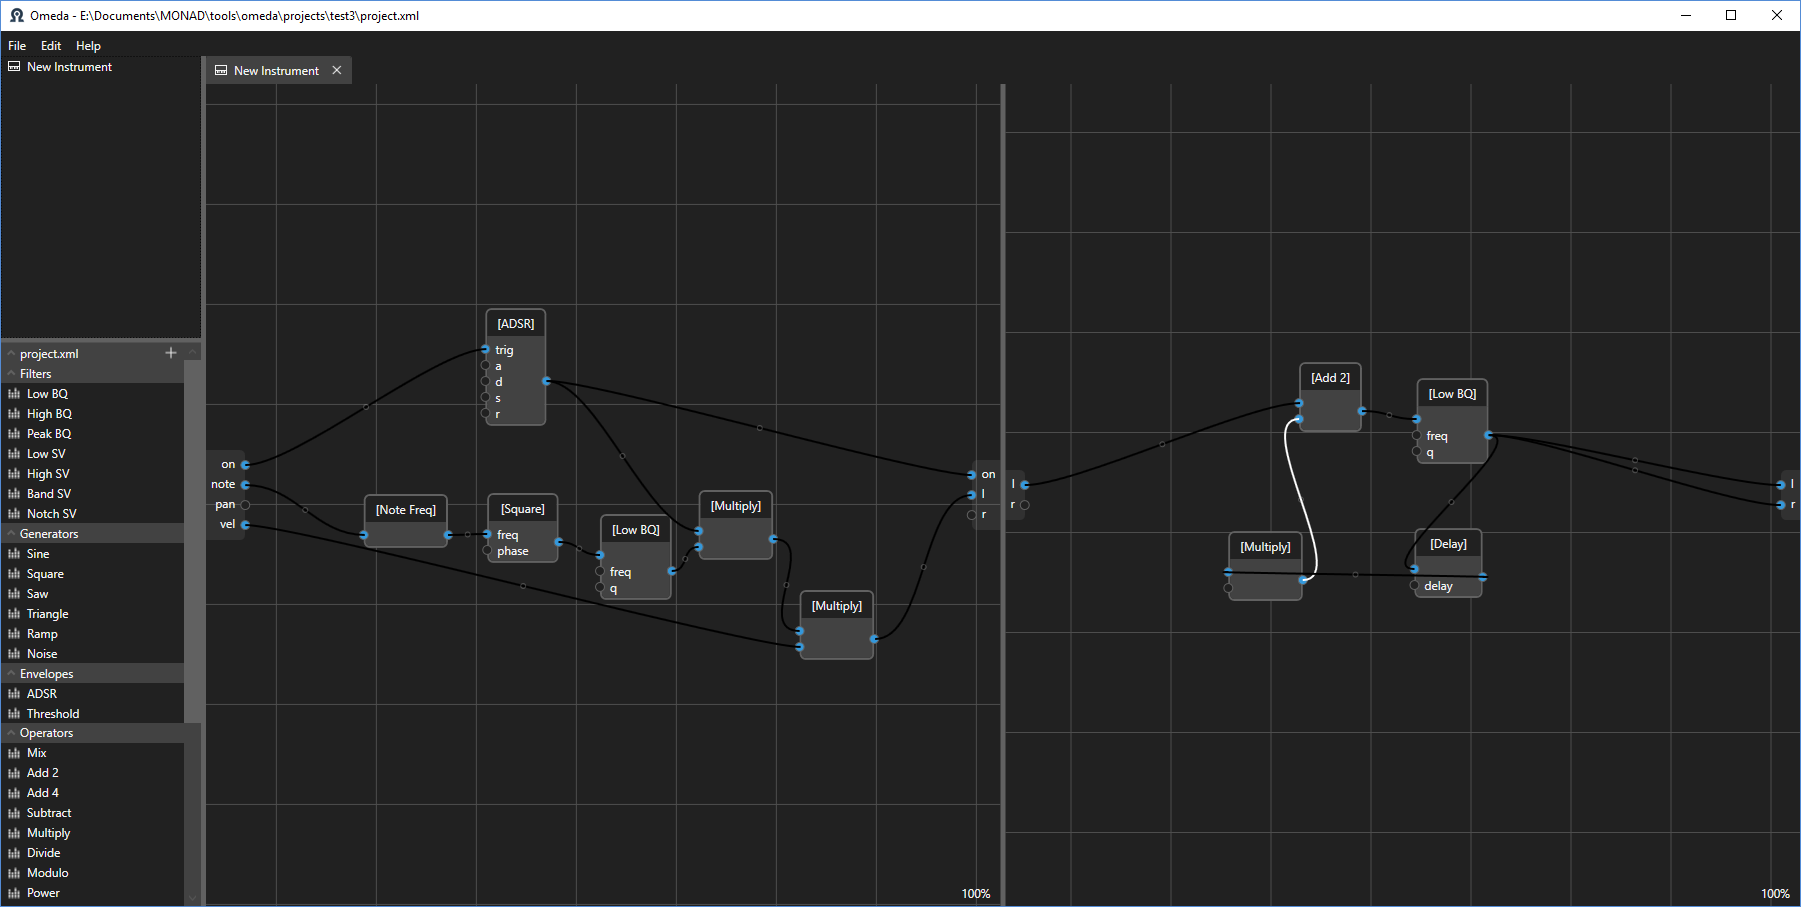 Omeda - E:\Documents\MONAD\tools\omeda\projects\test3\project.xml
File Edit Help
New Instrument
project.xml
Filters
Low BQ
High BQ
Peak BQ
Low SV
High SV
Band SV
Notch SV
Generators
Sine
Square
Saw
Triangle
Ramp
Noise
Envelopes
ADSR
Threshold
Operators
Mix
Add 2
Add 4
Subtract
Multiply
Divide
Modulo
Power
New Instrument
on
note
pan
vel
[ADSR]
trig
a
d
s
r
[Note Freq]
[Square]
freq
phase
[Low BQ]
freq
q
[Multiply]
[Multiply]
on
l
r
100%
l
r
[Add 2]
[Low BQ]
freq
q
[Multiply]
[Delay]
delay
l
r
100%